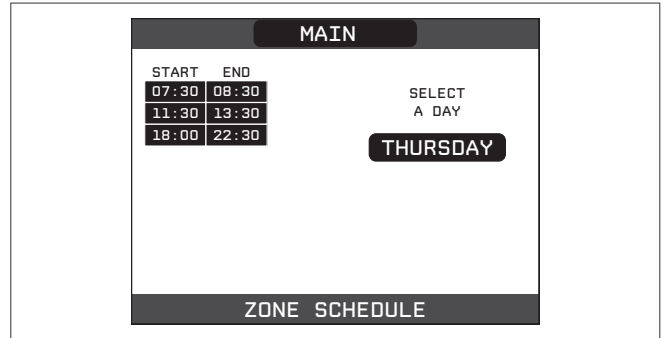 MAIN
START END
07:30 08:30
11:30 13:30
18:00 22:30
SELECT
A DAY
THURSDAY
ZONE SCHEDULE